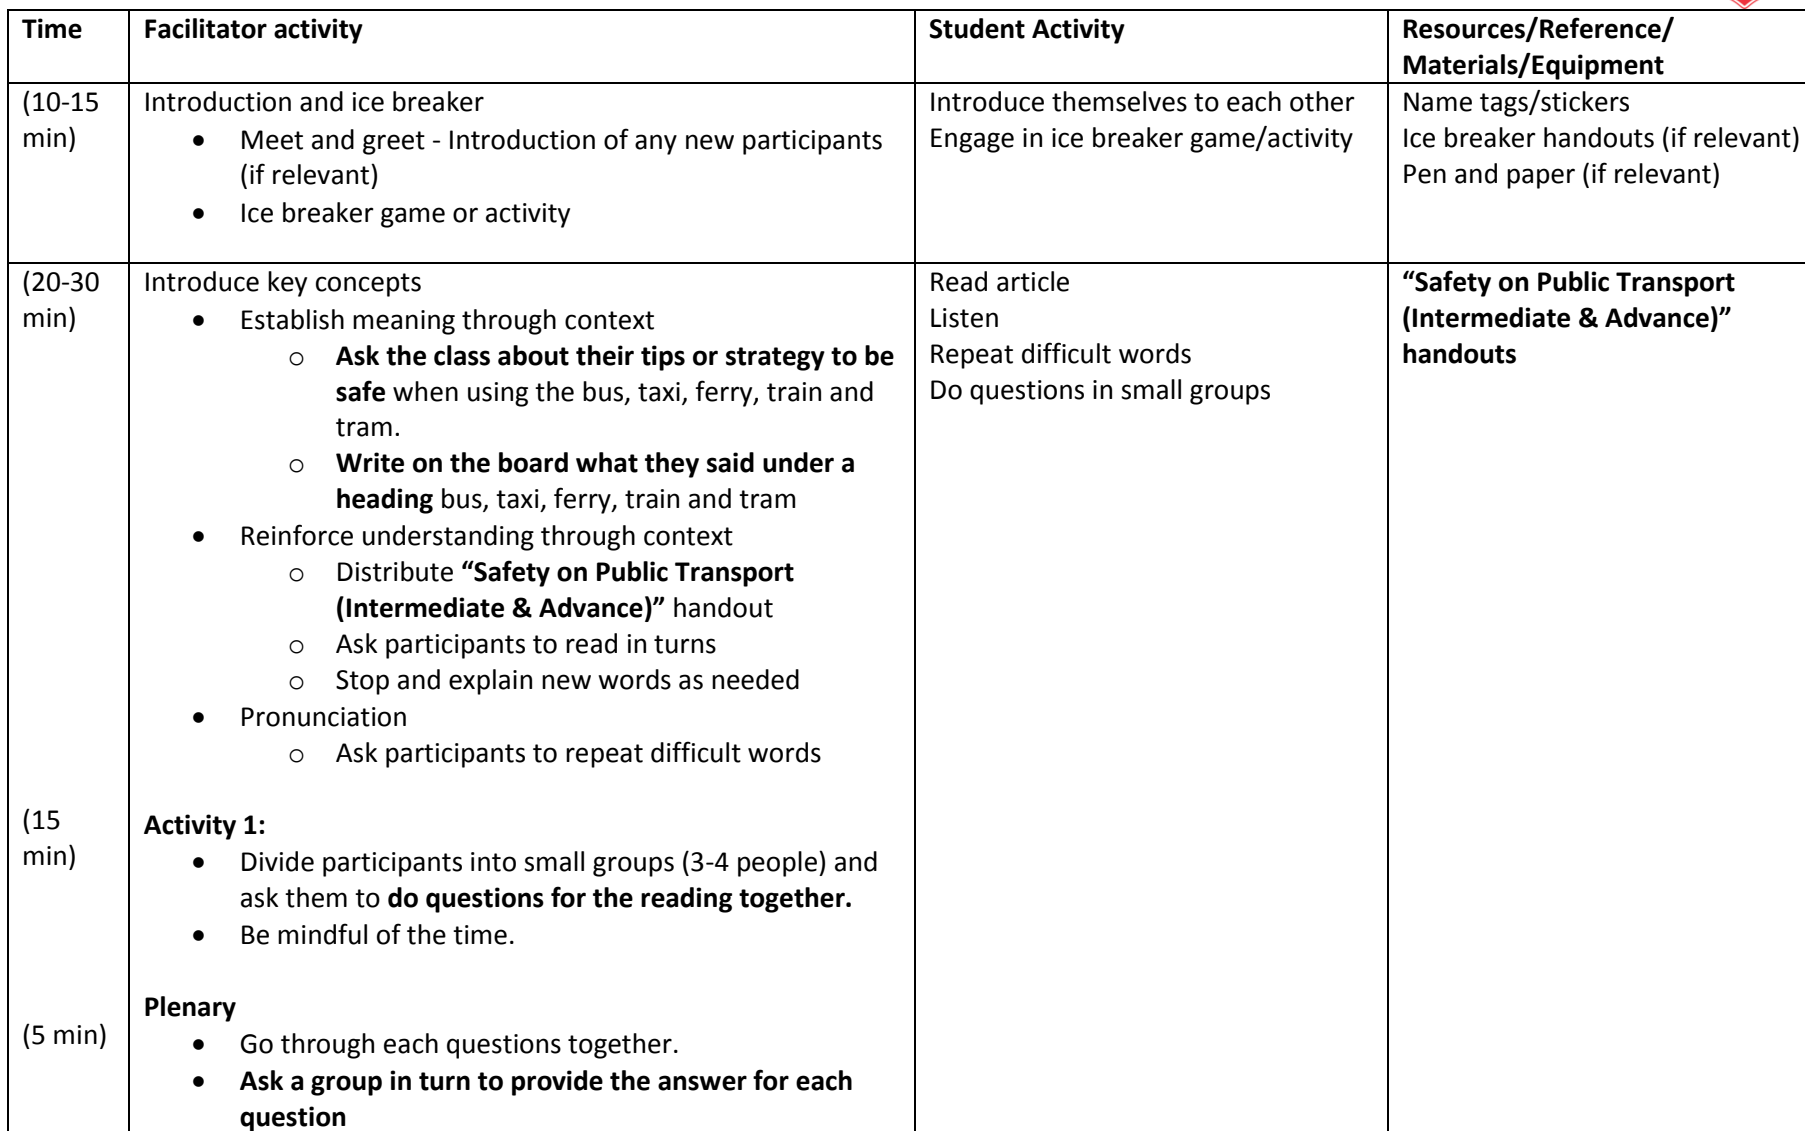 Time
Facilitator activity
Student Activity
Resources/Reference/
Materials/Equipment
(10-15
min)
Introduction and ice breaker
• Meet and greet - Introduction of any new participants
(if relevant)
• Ice breaker game or activity
Introduce themselves to each other
Engage in ice breaker game/activity
Name tags/stickers
Ice breaker handouts (if relevant)
Pen and paper (if relevant)
(20-30
min)
Introduce key concepts
• Establish meaning through context
o Ask the class about their tips or strategy to be
safe when using the bus, taxi, ferry, train and
tram.
o Write on the board what they said under a
heading bus, taxi, ferry, train and tram
• Reinforce understanding through context
o Distribute “Safety on Public Transport
(Intermediate & Advance)” handout
o Ask participants to read in turns
o Stop and explain new words as needed
• Pronunciation
o Ask participants to repeat difficult words
Read article
Listen
Repeat difficult words
Do questions in small groups
“Safety on Public Transport
(Intermediate & Advance)”
handouts
(15
min)
Activity 1:
• Divide participants into small groups (3-4 people) and
ask them to do questions for the reading together.
• Be mindful of the time.
(5 min)
Plenary
• Go through each questions together.
• Ask a group in turn to provide the answer for each
question